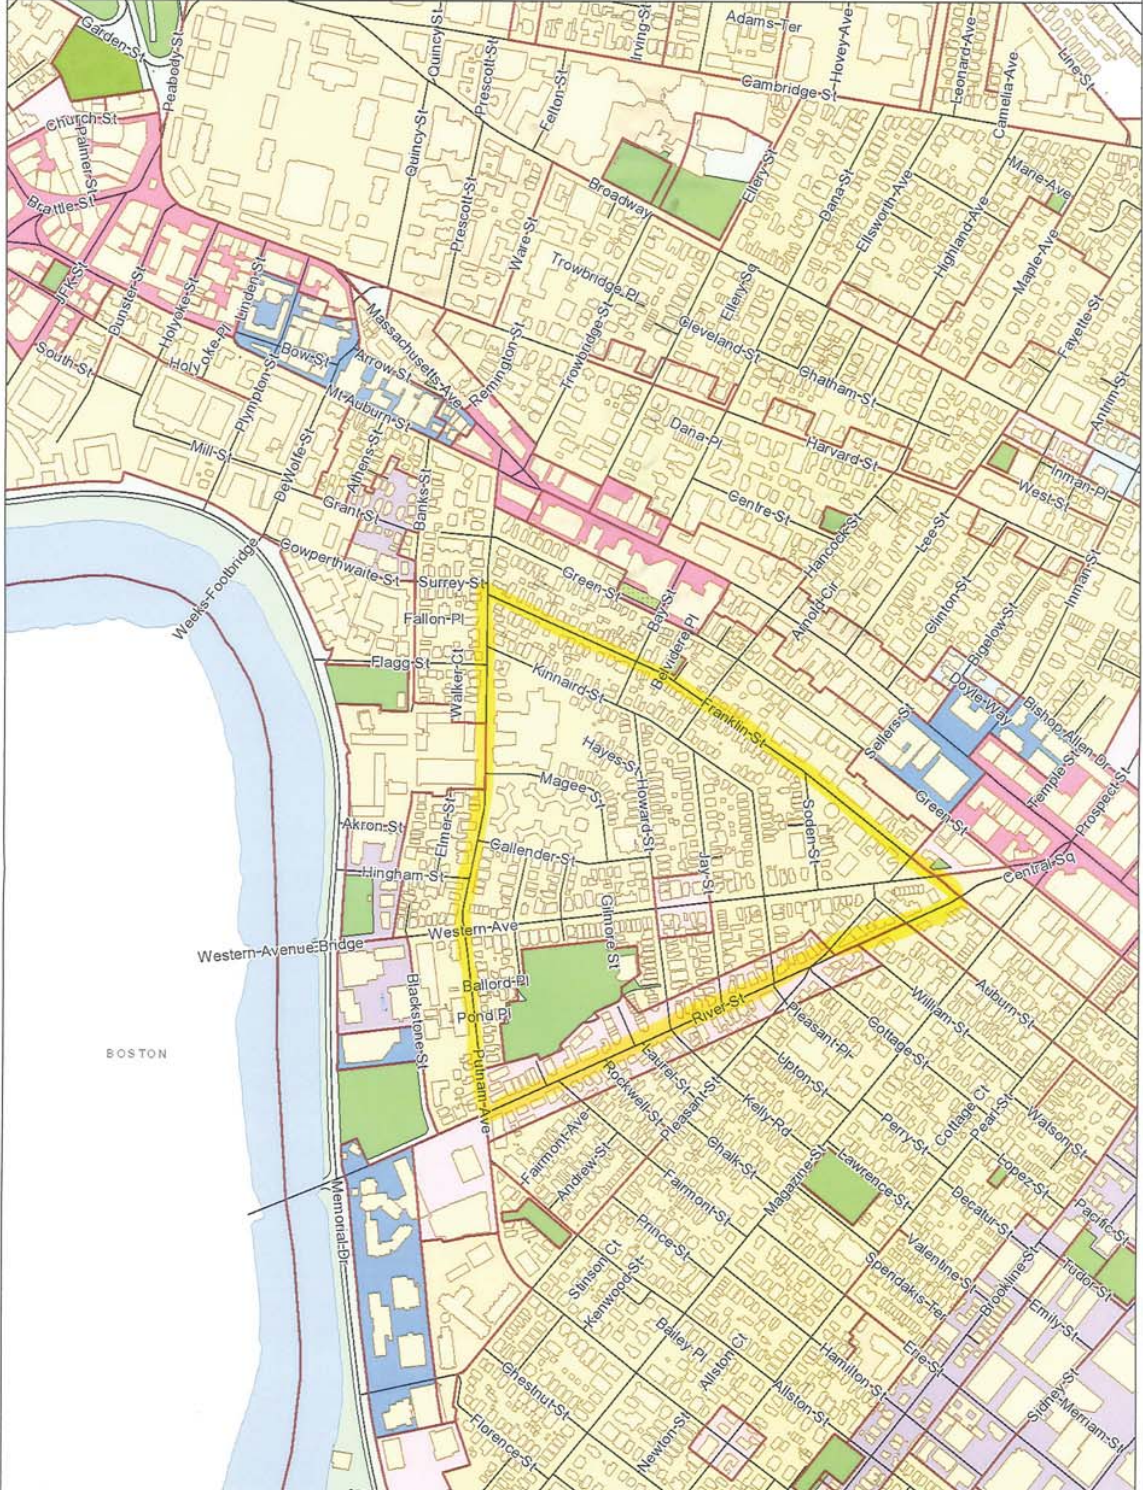 Adams-Ter
Garden-St
Peabody-St
Quincy-St
Prescott-St
Irving-St
Hovey-Ave
Leonard-Ave
Camelia-Ave
Line-St
Felton-St
Cambridge-St
Church-St
Palmer-St
Quincy-St
Brattle-St
Broadway
Ellery-St
Dana-St
Ellsworth-Ave
Marie-Ave
Highland-Ave
Maple-Ave
Prescott-St
Ware-St
Trowbridge-Pl
Ellery-Sq
Fayette-St
JFK-St
Dunster-St
Holyoke-St
Linden-St
Massachusetts-Ave
Remington-St
Trowbridge-St
Cleveland-St
Chatham-St
Antrim-St
South-St
Holy
oke-Pl
Plympton-St
Bow-St
Arrow-St
Mt-Auburn-St
Dana-Pl
Harvard-St
Inman-Pl
West-St
Mill-St
DeWolfe-St
Athens-St
Banks-St
Grant-St
Centre-St
Hancock-St
Lee-St
Inman-St
Weeks-Footbridge
Cowperthwaite-St
Surrey-St
Green-St
Bay-St
Arnold-Cir
Clinton-St
Bigelow-St
Fallon-Pl
Flagg-St
Walker-Ct
Kinnaird-St
Belvidere-Pl
Franklin-St
Sellers-St
Doyle-Way
Bishop-Allen-Dr
Hayes-St
Howard-St
Magee-St
Soden-St
Green-St
Temple-St
Prospect-St
Akron-St
Elmer-St
Callender-St
Hingham-St
Jay-St
Central-Sq
Gilmore-St
Western-Ave
Western-Avenue-Bridge
Ballord-Pl
Blackstone-St
Pond-Pl
River-St
William-St
Auburn-St
Pleasant-Pl
Cottage-St
BOSTON
Putnam-Ave
Laurel-St
Rockwell-St
Pleasant-St
Upton-St
Kelly-Rd
Perry-St
Cottage-Ct
Pearl-St
Watson-St
Fairmont-Ave
Andrew-St
Chalk-St
Magazine-St
Lawrence-St
Lopez-St
Memorial-Dr
Fairmont-St
Decatur-St
Pacific-St
Prince-St
Stinson-Ct
Kenwood-St
Valentine-St
Speridakis-Ter
Brookline-St
Tudor-St
Emily-St
Bailey-Pl
Allston-Ct
Hamilton-St
Erie-St
Chestnut-St
Allston-St
Sidney-St
Merriam-St
Florence-St
Newton-St